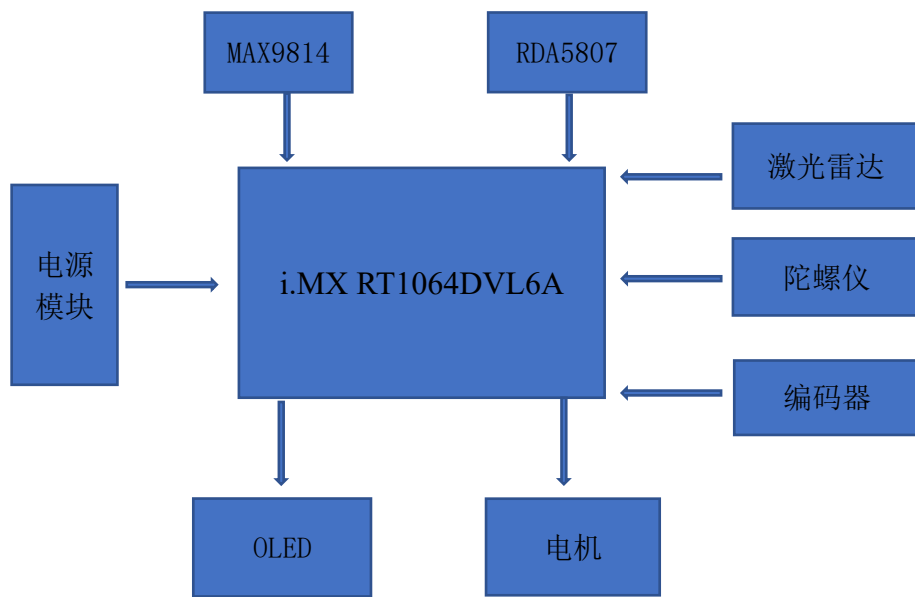 MAX9814
RDA5807
激光雷达
电源
模块
i.MX RT1064DVL6A
陀螺仪
编码器
OLED
电机